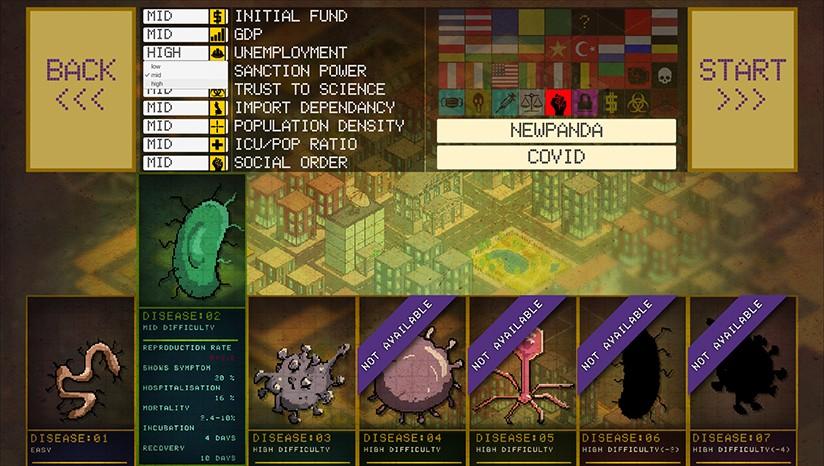 BACK
<<<
MID $ INITIAL FUND
MID GDP
HIGH UNEMPLOYMENT
low
✓ mid
high
SANCTION POWER
MID TRUST TO SCIENCE
MID IMPORT DEPENDANCY
MID POPULATION DENSITY
MID ICU/POP RATIO
MID SOCIAL ORDER
?
$
NEWPANDA
COVID
START
>>>
DISEASE:01
EASY
DISEASE:02
MID DIFFICULTY
REPRODUCTION RATE
SHOWS SYMPTOM
20 %
HOSPITALISATION
16 %
MORTALITY
2.4-10%
INCUBATION
4 DAYS
RECOVERY
10 DAYS
DISEASE:03
HIGH DIFFICULTY
NOT AVAILABLE
DISEASE:04
HIGH DIFFICULTY
NOT AVAILABLE
DISEASE:05
HIGH DIFFICULTY
NOT AVAILABLE
DISEASE:06
HIGH DIFFICULTY(-?)
NOT AVAILABLE
DISEASE:07
HIGH DIFFICULTY(-4)